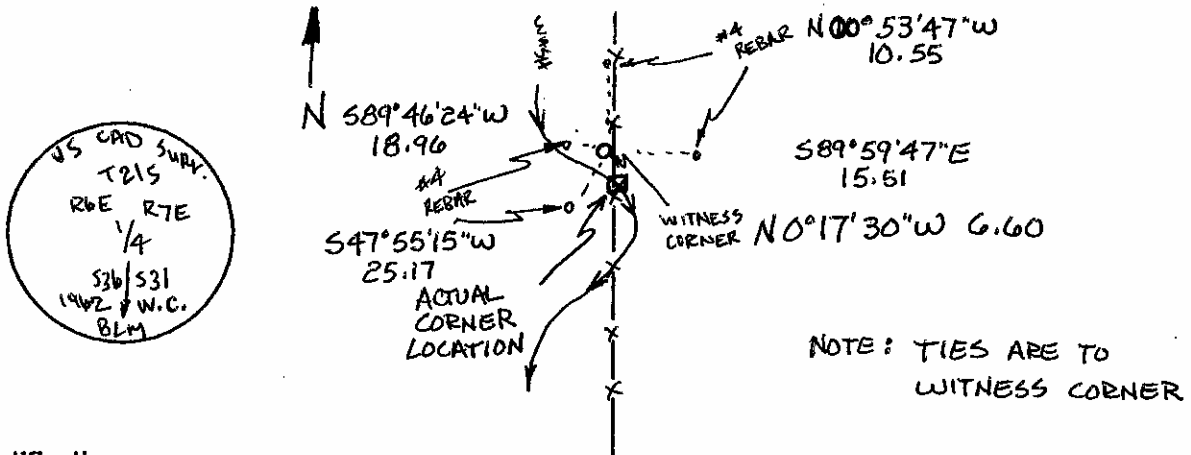 US CAD SURV.
T21S
R6E R7E
1/4
S36 S31
1962 W.C.
BLM
N
S89°46'24"W
18.96
#4
REBAR
S47°55'15"W
25.17
ACTUAL
CORNER
LOCATION
#4
REBAR
N00°53'47"W
10.55
S89°59'47"E
15.51
WITNESS
CORNER
N0°17'30"W 6.60
NOTE: TIES ARE TO
WITNESS CORNER